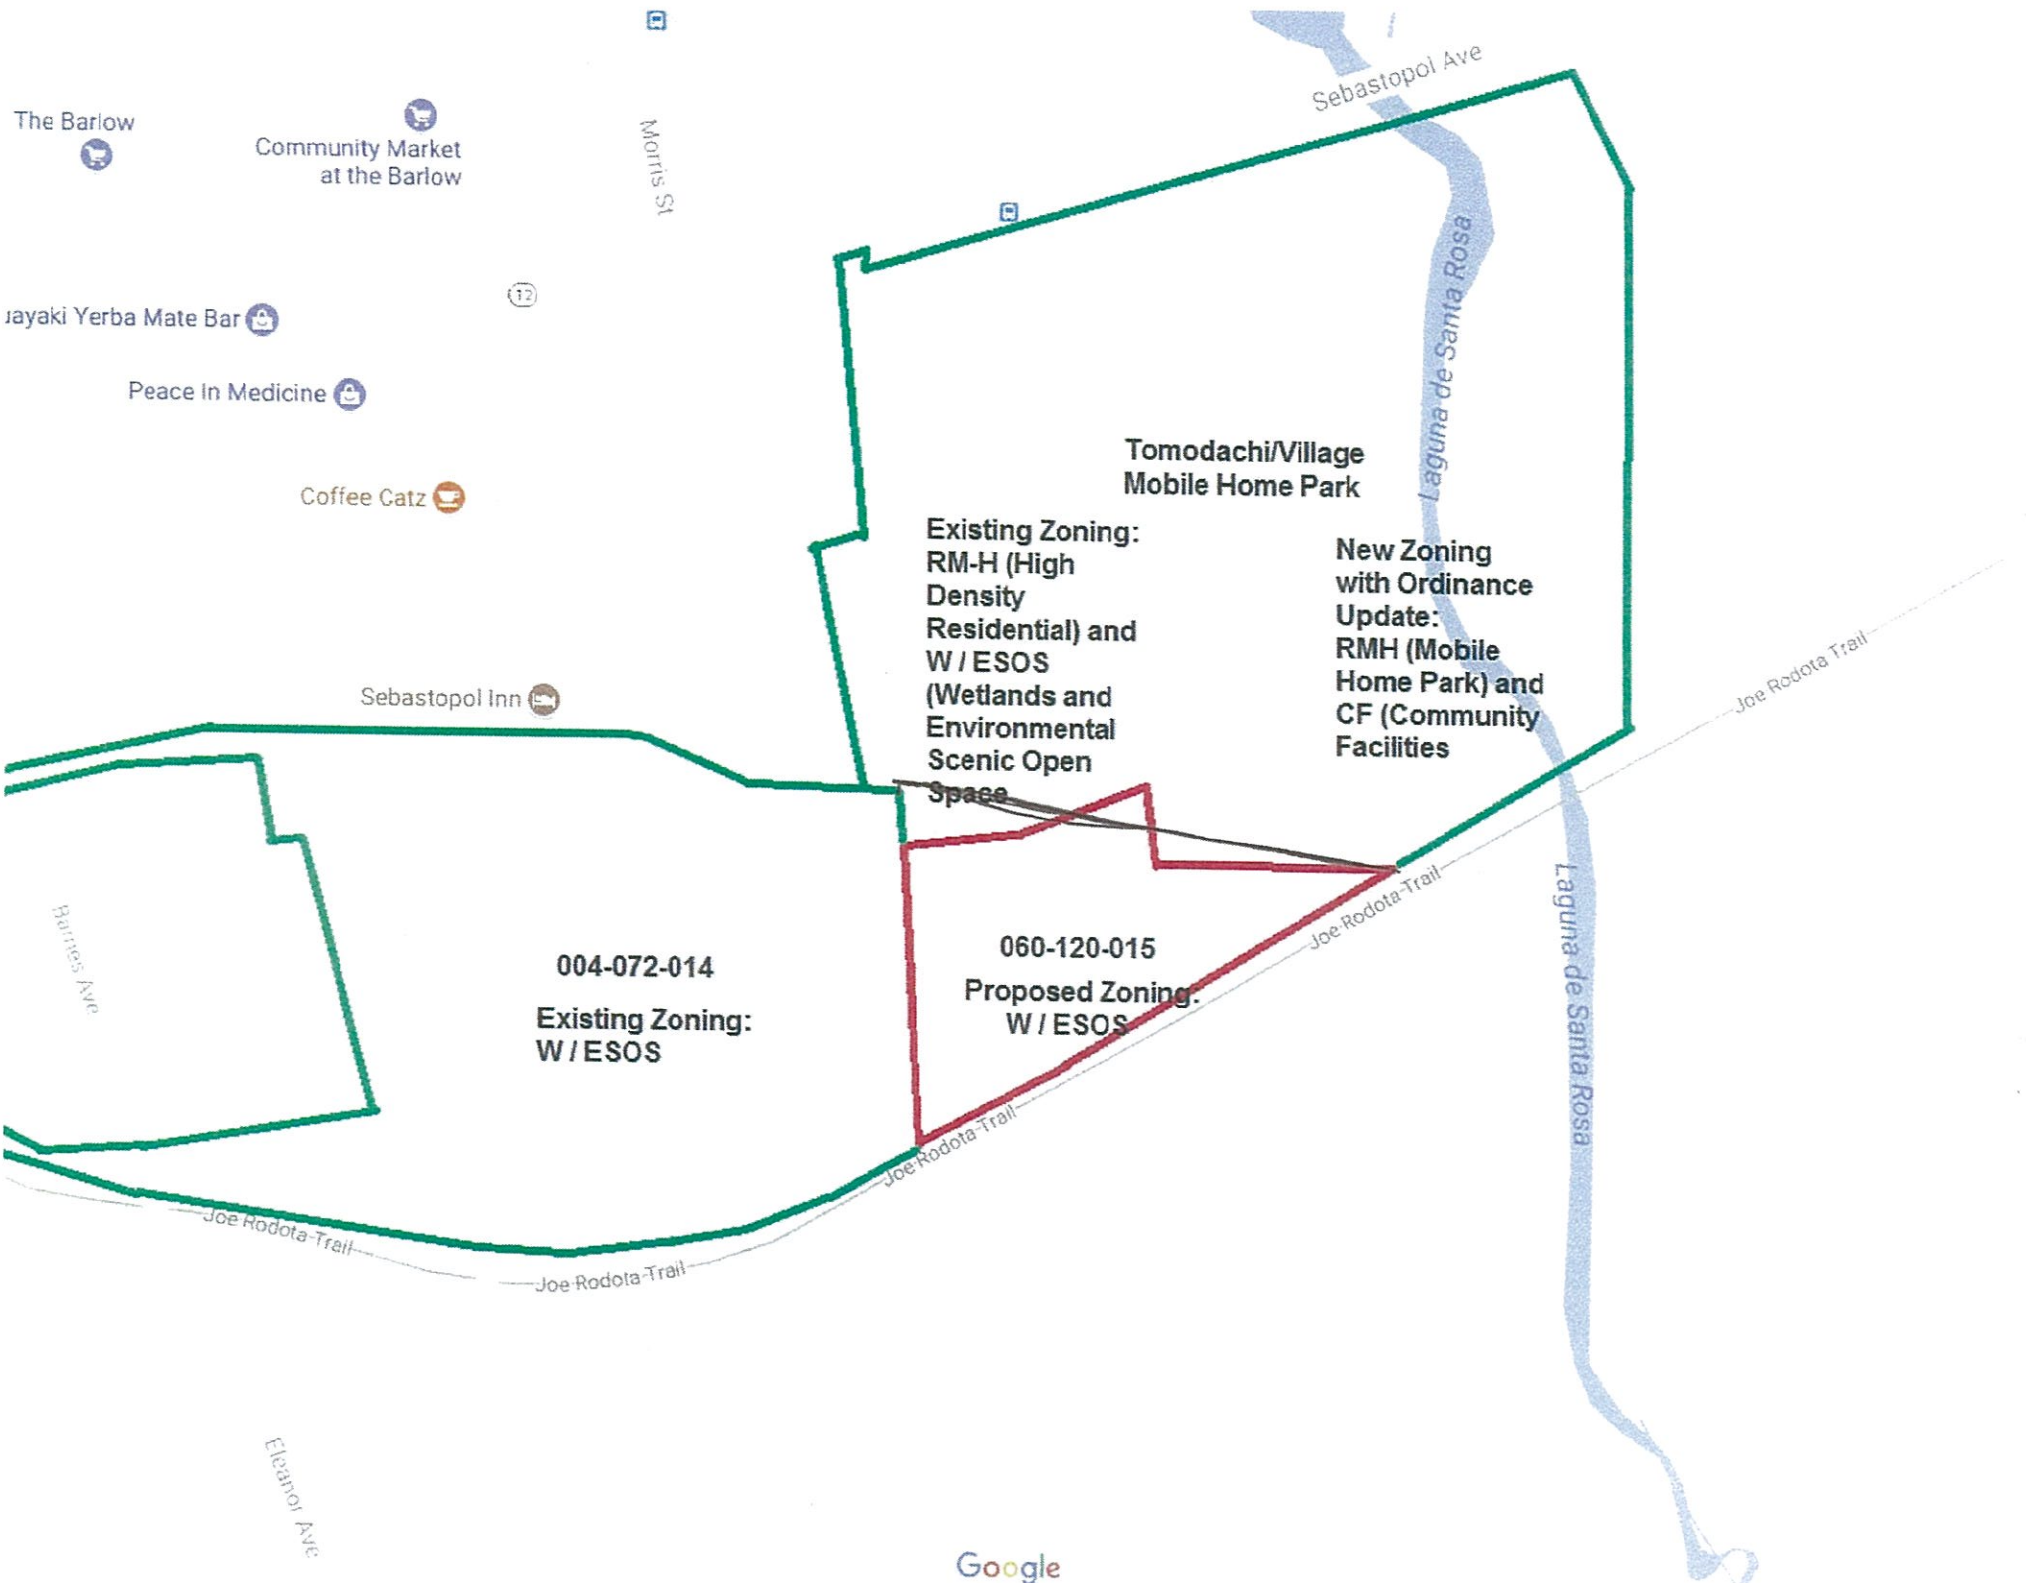 Sebastopol Ave
The Barlow
Community Market
at the Barlow
Morris St
12
uayaki Yerba Mate Bar
Peace in Medicine
Coffee Catz
Laguna de Santa Rosa
Tomodachi/Village
Mobile Home Park
Existing Zoning:
RM-H (High
Density
Residential) and
W / ESOS
(Wetlands and
Environmental
Scenic Open
Space
New Zoning
with Ordinance
Update:
RMH (Mobile
Home Park) and
CF (Community
Facilities
Joe Rodota Trail
Sebastopol Inn
Joe Rodota Trail
Laguna de Santa Rosa
Barnes Ave
004-072-014
Existing Zoning:
W / ESOS
060-120-015
Proposed Zoning:
W / ESOS
Joe Rodota Trail
Joe Rodota Trail
Joe Rodota Trail
Eleanor Ave
Google